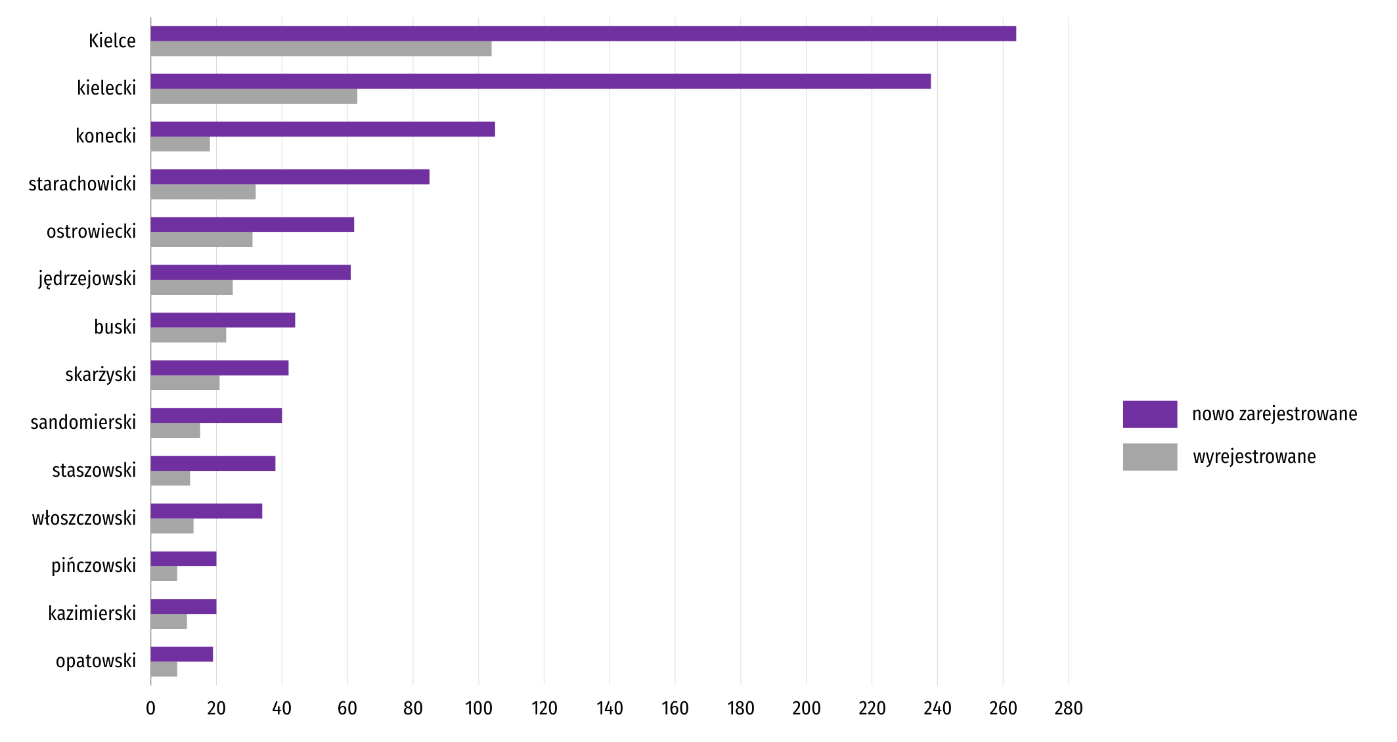 Kielce
kielecki
konecki
starachowicki
ostrowiecki
jędrzejowski
buski
skarżyski
sandomierski
staszowski
włoszczowski
pińczowski
kazimierski
opatowski
0 20 40 60 80 100 120 140 160 180 200 220 240 260 280
nowo zarejestrowane
wyrejestrowane